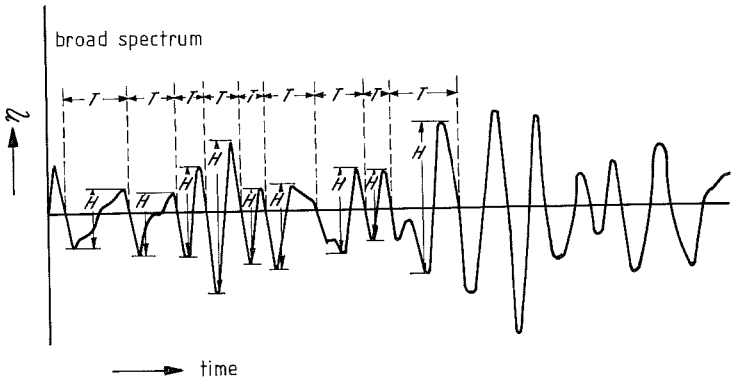 broad spectrum
T T T T T T T T T
η
H H H H H H H H H
time